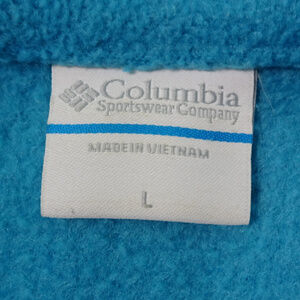 Columbia
Sportswear Company
MADE IN VIETNAM
L